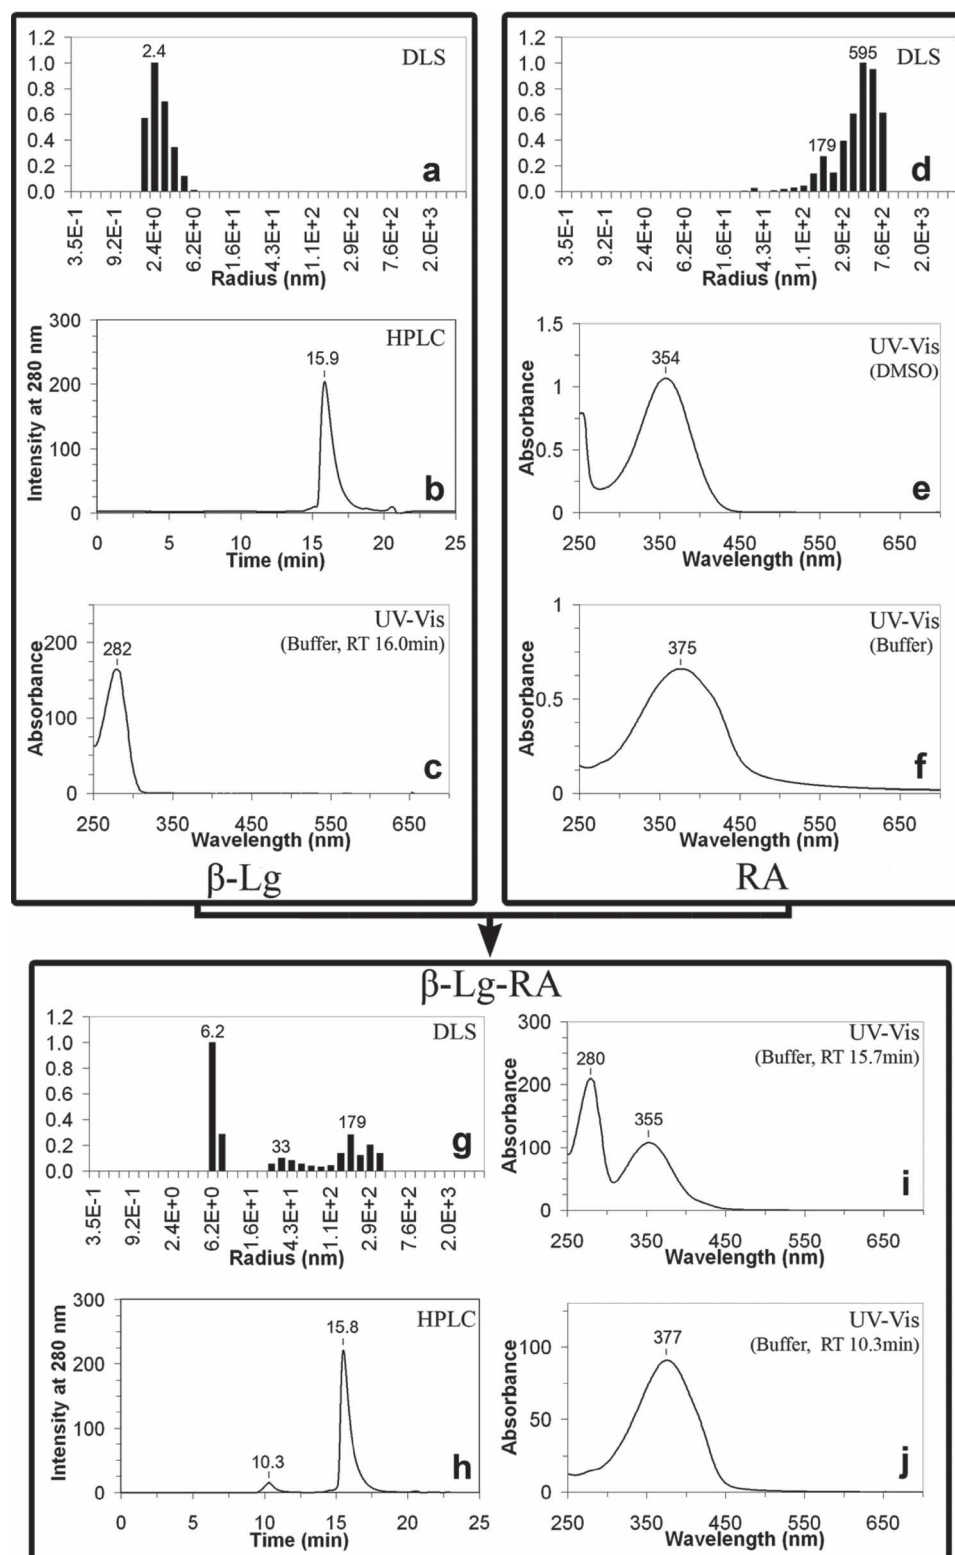 1.2
1.0
0.8
0.6
0.4
0.2
0.0
2.4
DLS
a
3.5E-1
9.2E-1
2.4E+0
6.2E+0
1.6E+1
4.3E+1
1.1E+2
2.9E+2
7.6E+2
2.0E+3
Radius (nm)
Intensity at 280 nm
300
200
100
0
15.9
HPLC
b
0 5 10 15 20 25
Time (min)
Absorbance
200
100
0
282
UV-Vis
(Buffer, RT 16.0min)
c
250 350 450 550 650
Wavelength (nm)
β-Lg
1.2
1.0
0.8
0.6
0.4
0.2
0.0
179
595
DLS
d
3.5E-1
9.2E-1
2.4E+0
6.2E+0
1.6E+1
4.3E+1
1.1E+2
2.9E+2
7.6E+2
2.0E+3
Radius (nm)
Absorbance
1.5
1
0.5
0
354
UV-Vis
(DMSO)
e
250 350 450 550 650
Wavelength (nm)
Absorbance
1
0.5
0
375
UV-Vis
(Buffer)
f
250 350 450 550 650
Wavelength (nm)
RA
β-Lg-RA
1.2
1.0
0.8
0.6
0.4
0.2
0.0
6.2
33
179
DLS
g
3.5E-1
9.2E-1
2.4E+0
6.2E+0
1.6E+1
4.3E+1
1.1E+2
2.9E+2
7.6E+2
2.0E+3
Radius (nm)
Intensity at 280 nm
300
200
100
0
10.3
15.8
HPLC
h
0 5 10 15 20 25
Time (min)
Absorbance
300
200
100
0
280
355
UV-Vis
(Buffer, RT 15.7min)
i
250 350 450 550 650
Wavelength (nm)
Absorbance
100
50
0
377
UV-Vis
(Buffer, RT 10.3min)
j
250 350 450 550 650
Wavelength (nm)